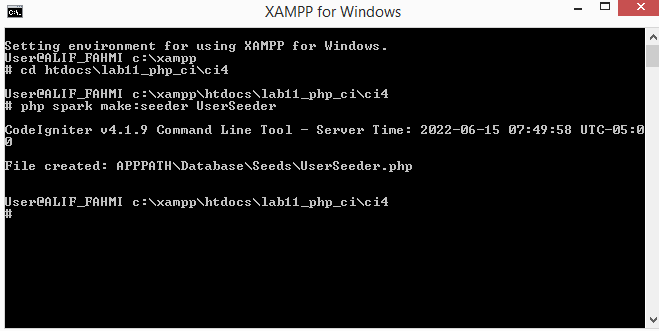 XAMPP for Windows
Setting environment for using XAMPP for Windows.
User@ALIF_FAHMI c:\xampp
# cd htdocs\lab11_php_ci\ci4
User@ALIF_FAHMI c:\xampp\htdocs\lab11_php_ci\ci4
# php spark make:seeder UserSeeder
CodeIgniter v4.1.9 Command Line Tool - Server Time: 2022-06-15 07:49:58 UTC-05:0
0
File created: APPPATH\Database\Seeds\UserSeeder.php
User@ALIF_FAHMI c:\xampp\htdocs\lab11_php_ci\ci4
#